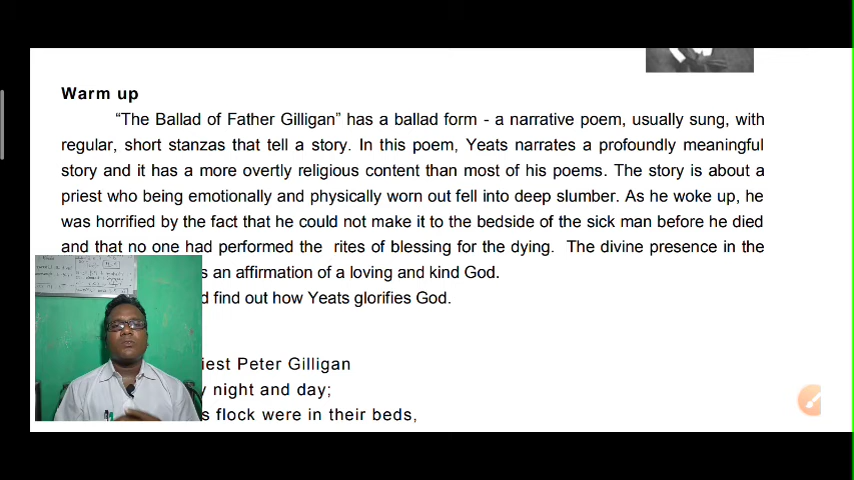 Warm up
“The Ballad of Father Gilligan” has a ballad form - a narrative poem, usually sung, with
regular, short stanzas that tell a story. In this poem, Yeats narrates a profoundly meaningful
story and it has a more overtly religious content than most of his poems. The story is about a
priest who being emotionally and physically worn out fell into deep slumber. As he woke up, he
was horrified by the fact that he could not make it to the bedside of the sick man before he died
and that no one had performed the rites of blessing for the dying. The divine presence in the
s an affirmation of a loving and kind God.
d find out how Yeats glorifies God.
iest Peter Gilligan
y night and day;
s flock were in their beds,